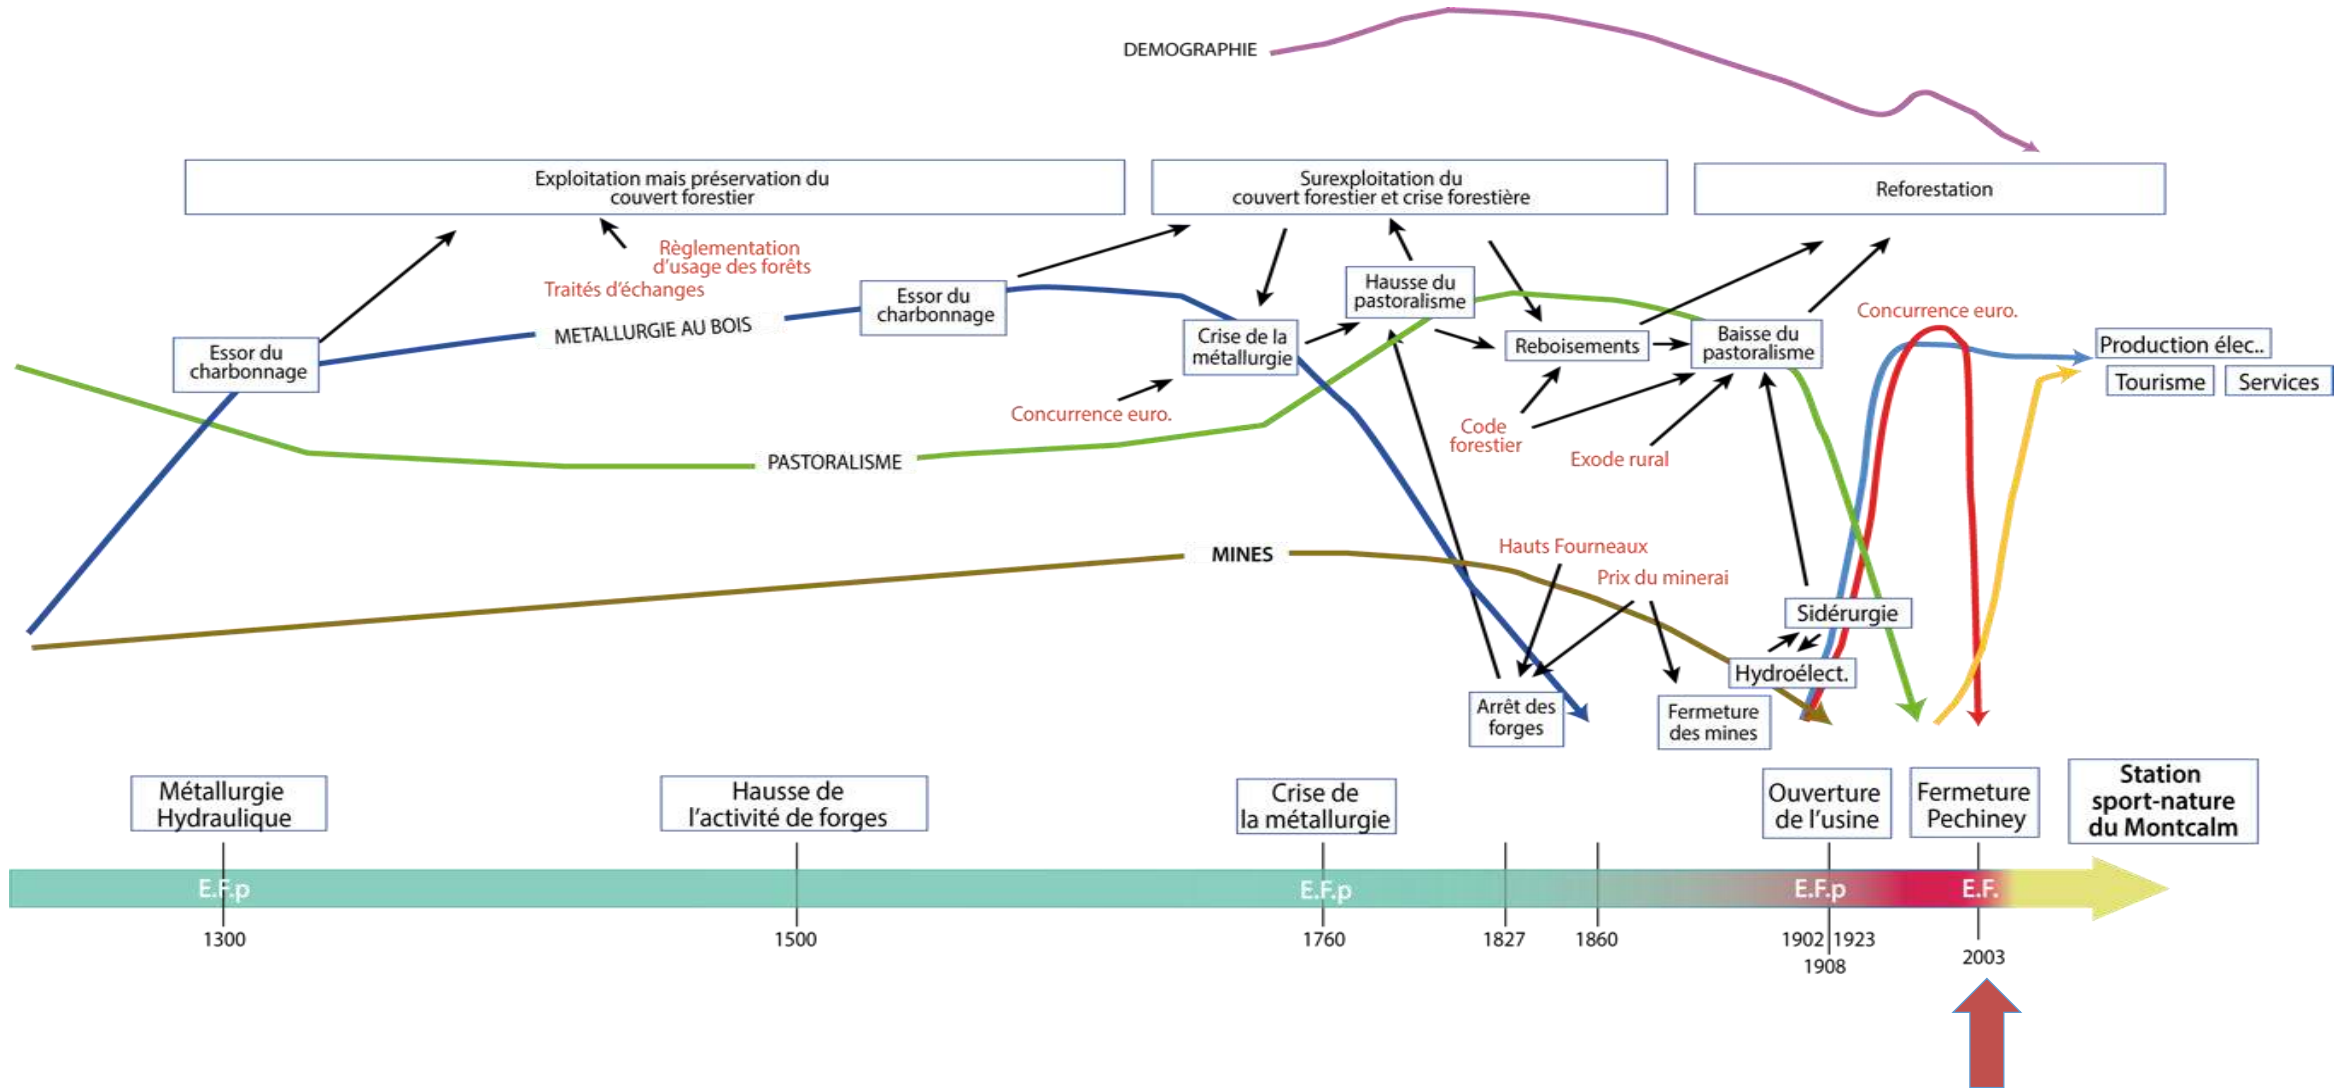 DEMOGRAPHIE
Exploitation mais préservation du
couvert forestier
Surexploitation du
couvert forestier et crise forestière
Reforestation
Règlementation
d'usage des forêts
Traités d'échanges
Essor du
charbonnage
METALLURGIE AU BOIS
Essor du
charbonnage
Crise de la
métallurgie
Concurrence euro.
Hausse du
pastoralisme
Reboisements
Baisse du
pastoralisme
Code
forestier
Exode rural
Concurrence euro.
Production élec..
Tourisme
Services
PASTORALISME
MINES
Hauts Fourneaux
Prix du minerai
Sidérurgie
Hydroélect.
Arrêt des
forges
Fermeture
des mines
Métallurgie
Hydraulique
Hausse de
l'activité de forges
Crise de
la métallurgie
Ouverture
de l'usine
Fermeture
Pechiney
Station
sport-nature
du Montcalm
E.F.p
E.F.p
E.F.p
E.F.
1300
1500
1760
1827
1860
1902
1923
1908
2003